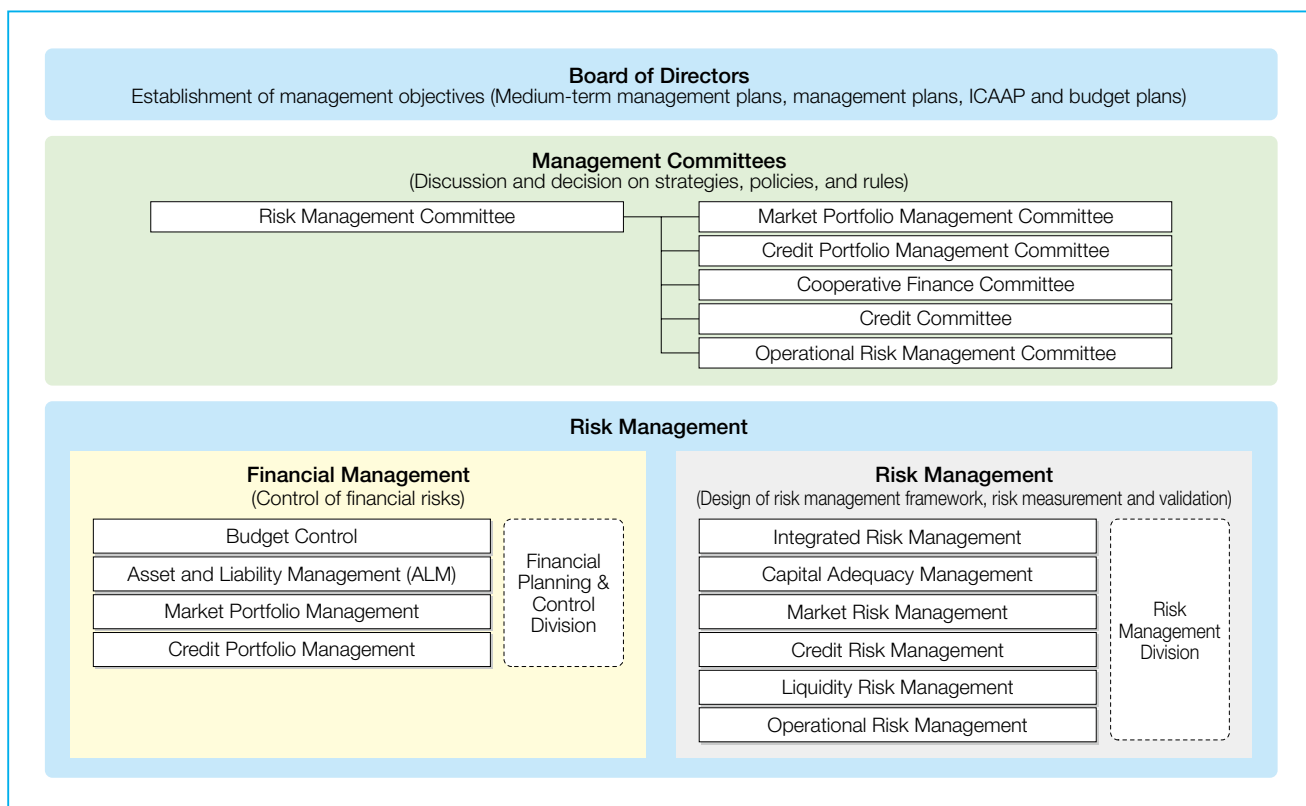 Board of Directors
Establishment of management objectives (Medium-term management plans, management plans, ICAAP and budget plans)
Management Committees
(Discussion and decision on strategies, policies, and rules)
Risk Management Committee
Market Portfolio Management Committee
Credit Portfolio Management Committee
Cooperative Finance Committee
Credit Committee
Operational Risk Management Committee
Risk Management
Financial Management
(Control of financial risks)
Budget Control
Asset and Liability Management (ALM)
Market Portfolio Management
Credit Portfolio Management
Financial
Planning &
Control
Division
Risk Management
(Design of risk management framework, risk measurement and validation)
Integrated Risk Management
Capital Adequacy Management
Market Risk Management
Credit Risk Management
Liquidity Risk Management
Operational Risk Management
Risk
Management
Division